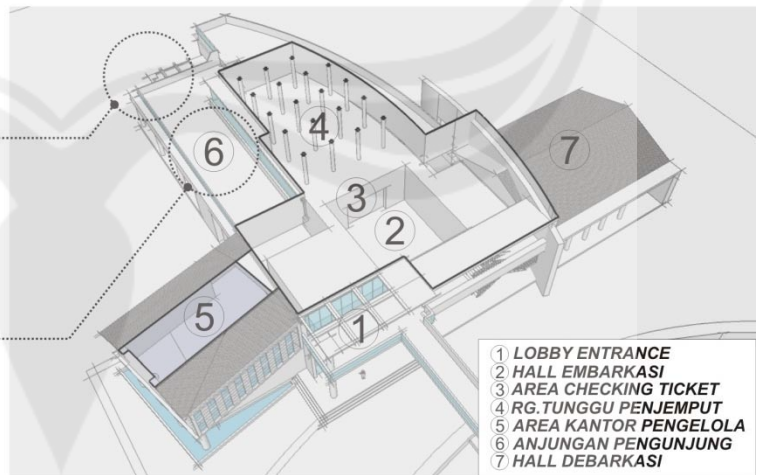 4
6
7
3
2
5
1
1 LOBBY ENTRANCE
2 HALL EMBARKASI
3 AREA CHECKING TICKET
4 RG.TUNGGU PENJEMPUT
5 AREA KANTOR PENGELOLA
6 ANJUNGAN PENGUNJUNG
7 HALL DEBARKASI